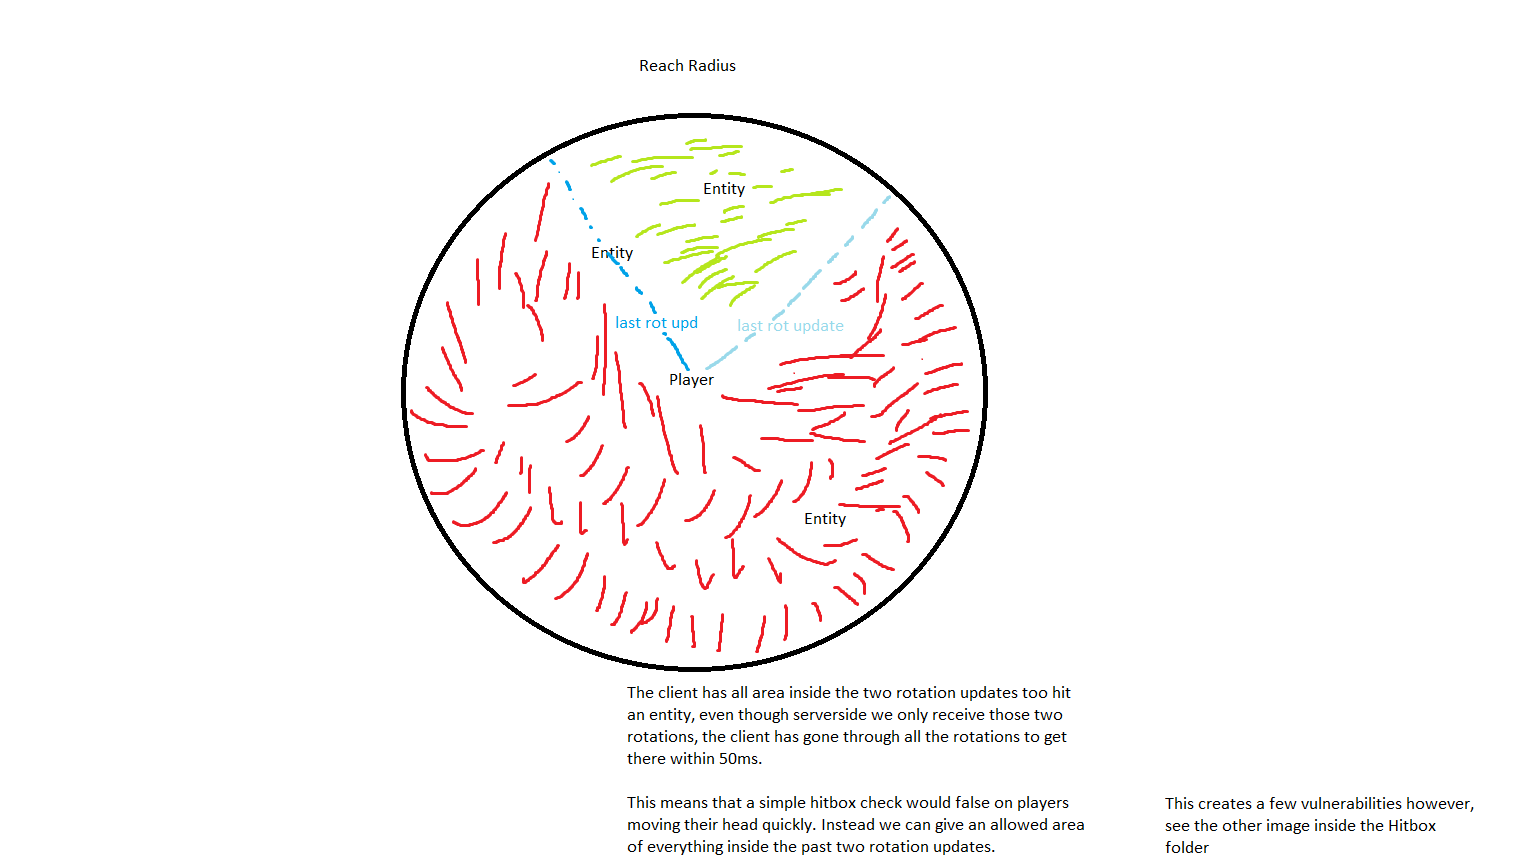 Reach Radius
Entity
Entity
last rot upd
last rot update
Player
Entity
The client has all area inside the two rotation updates too hit
an entity, even though serverside we only receive those two
rotations, the client has gone through all the rotations to get
there within 50ms.
This means that a simple hitbox check would false on players
moving their head quickly. Instead we can give an allowed area
of everything inside the past two rotation updates.
This creates a few vulnerabilities however,
see the other image inside the Hitbox
folder